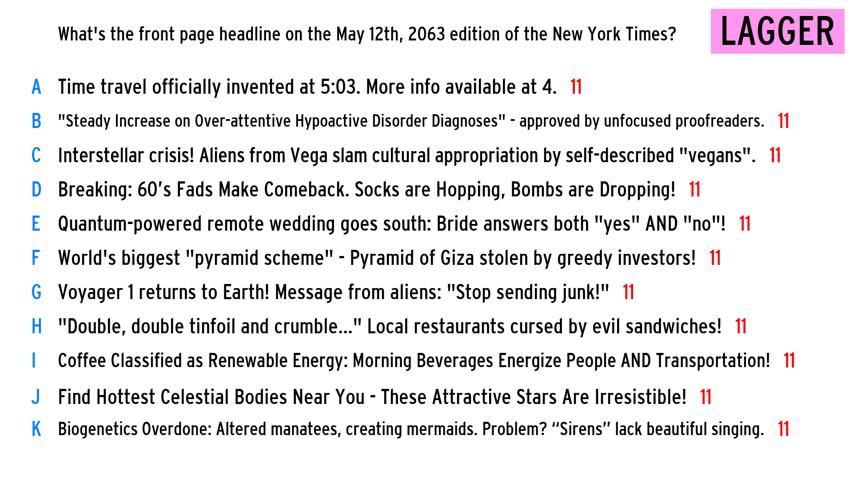 What's the front page headline on the May 12th, 2063 edition of the New York Times?
LAGGER
A Time travel officially invented at 5:03. More info available at 4. 11
B "Steady Increase on Over-attentive Hypoactive Disorder Diagnoses" - approved by unfocused proofreaders. 11
C Interstellar crisis! Aliens from Vega slam cultural appropriation by self-described "vegans". 11
D Breaking: 60’s Fads Make Comeback. Socks are Hopping, Bombs are Dropping! 11
E Quantum-powered remote wedding goes south: Bride answers both "yes" AND "no"! 11
F World's biggest "pyramid scheme" - Pyramid of Giza stolen by greedy investors! 11
G Voyager 1 returns to Earth! Message from aliens: "Stop sending junk!" 11
H "Double, double tinfoil and crumble..." Local restaurants cursed by evil sandwiches! 11
I Coffee Classified as Renewable Energy: Morning Beverages Energize People AND Transportation! 11
J Find Hottest Celestial Bodies Near You - These Attractive Stars Are Irresistible! 11
K Biogenetics Overdone: Altered manatees, creating mermaids. Problem? “Sirens” lack beautiful singing. 11